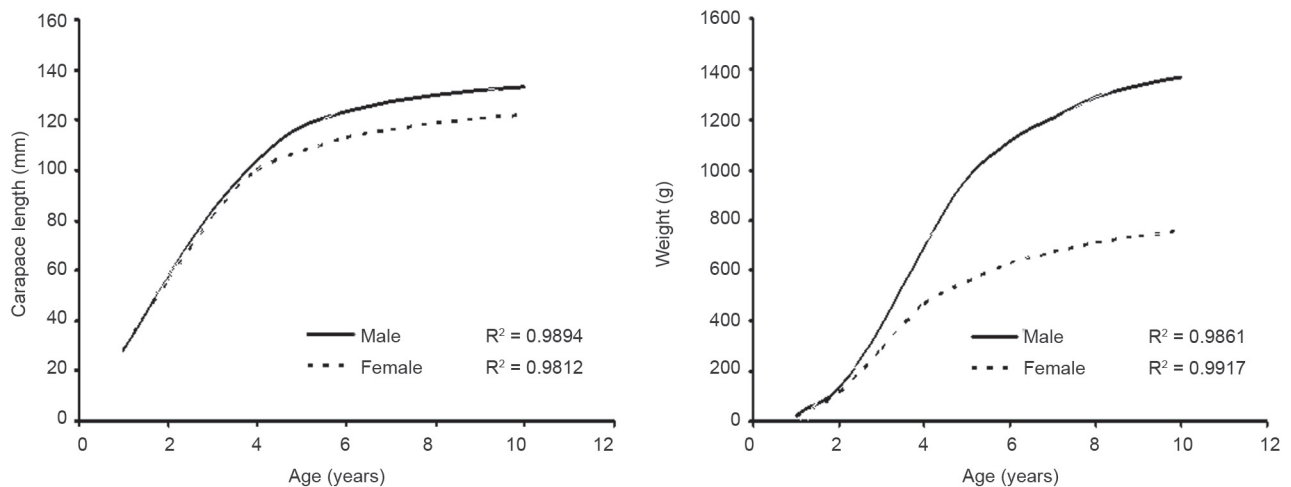 160
140
120
100
80
60
40
20
0
Carapace length (mm)
Male R² = 0.9894
Female R² = 0.9812
0 2 4 6 8 10 12
Age (years)
1600
1400
1200
1000
800
600
400
200
0
Weight (g)
Male R² = 0.9861
Female R² = 0.9917
0 2 4 6 8 10 12
Age (years)